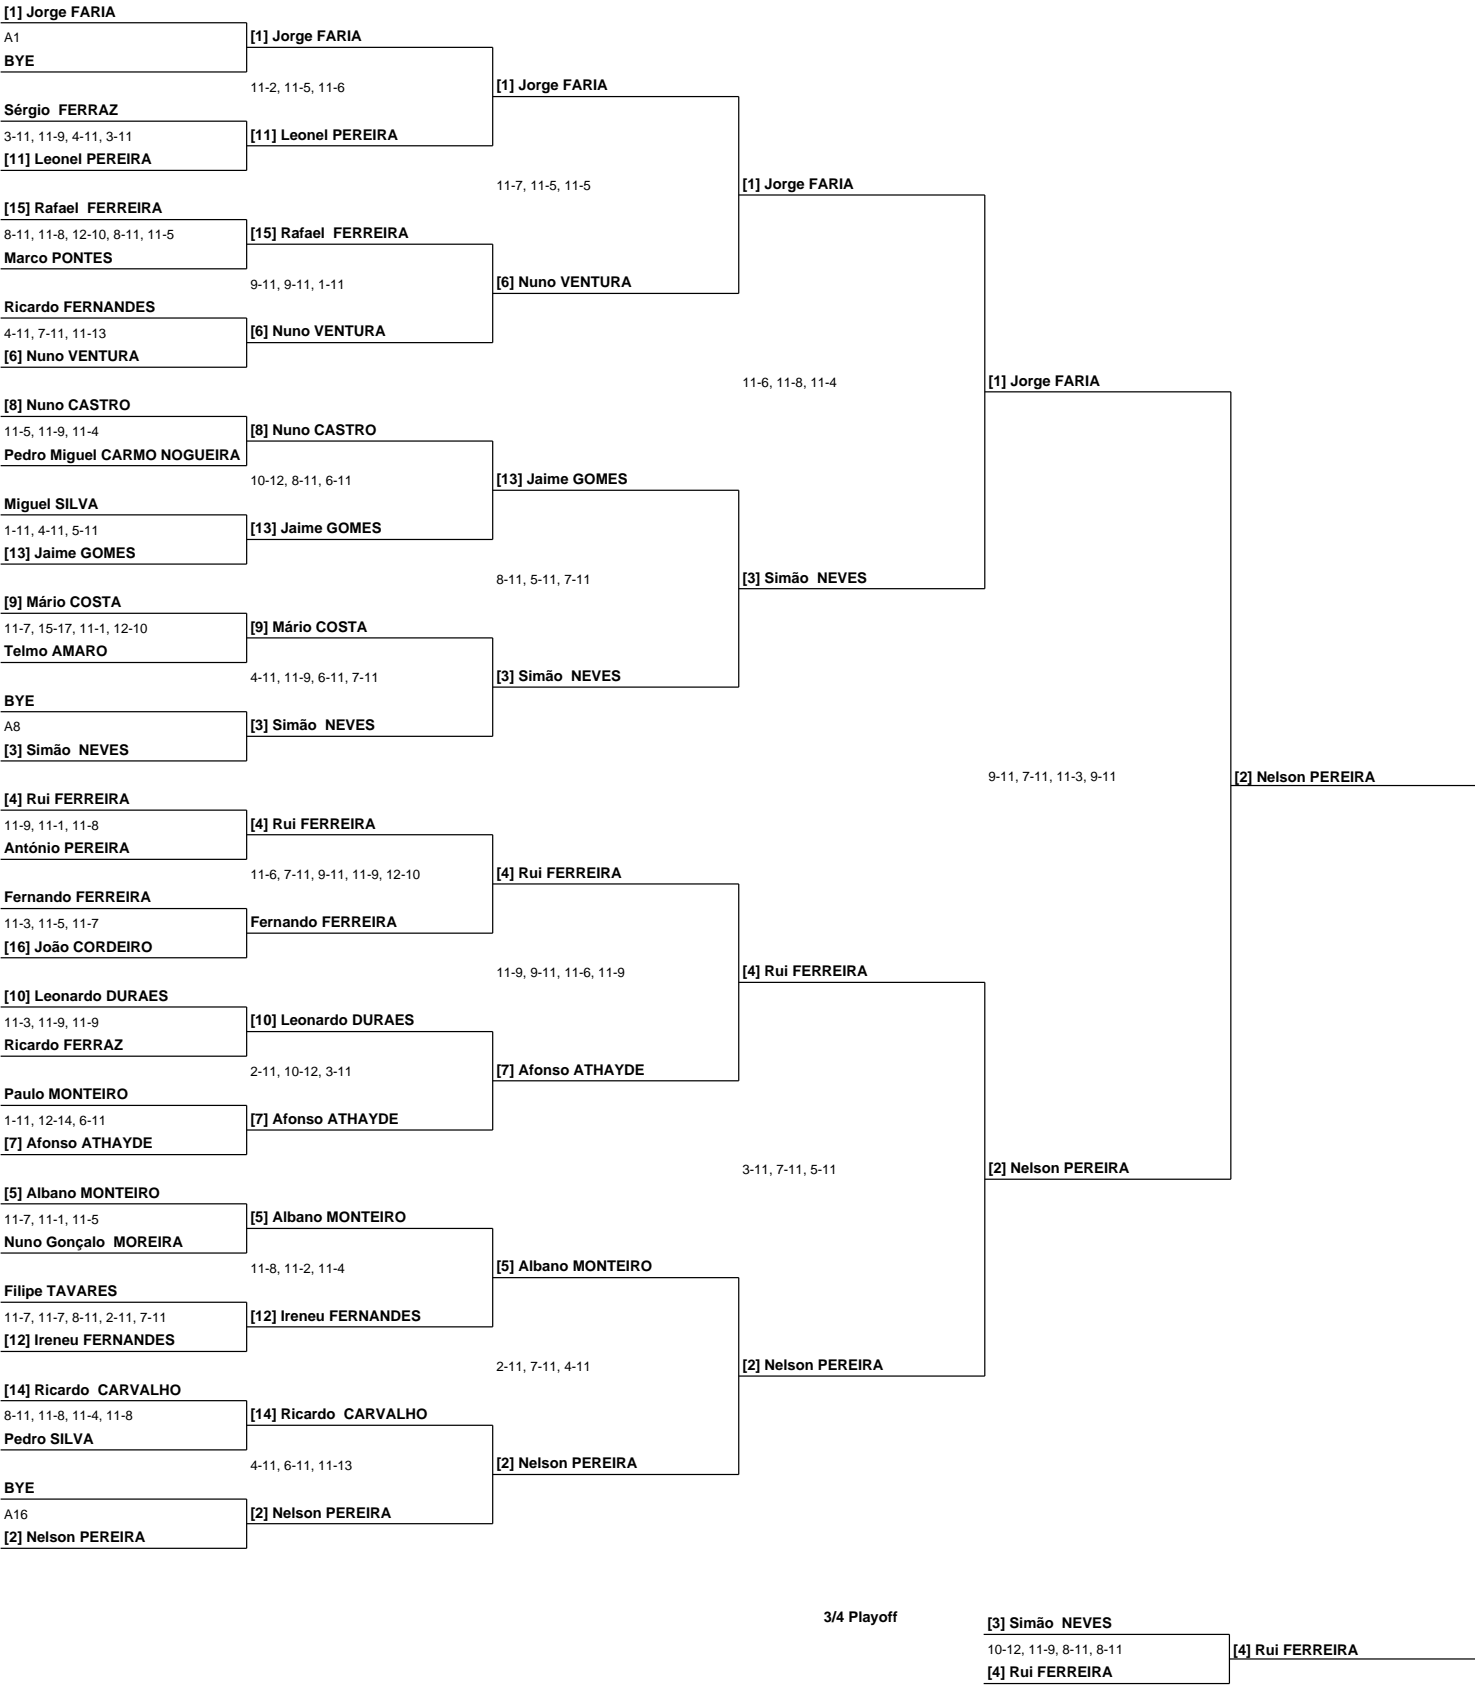 [1] Jorge FARIA
A1
BYE
Sérgio FERRAZ
3-11, 11-9, 4-11, 3-11
[11] Leonel PEREIRA
[15] Rafael FERREIRA
8-11, 11-8, 12-10, 8-11, 11-5
Marco PONTES
Ricardo FERNANDES
4-11, 7-11, 11-13
[6] Nuno VENTURA
[8] Nuno CASTRO
11-5, 11-9, 11-4
Pedro Miguel CARMO NOGUEIRA
Miguel SILVA
1-11, 4-11, 5-11
[13] Jaime GOMES
[9] Mário COSTA
11-7, 15-17, 11-1, 12-10
Telmo AMARO
BYE
A8
[3] Simão NEVES
[4] Rui FERREIRA
11-9, 11-1, 11-8
António PEREIRA
Fernando FERREIRA
11-3, 11-5, 11-7
[16] João CORDEIRO
[10] Leonardo DURAES
11-3, 11-9, 11-9
Ricardo FERRAZ
Paulo MONTEIRO
1-11, 12-14, 6-11
[7] Afonso ATHAYDE
[5] Albano MONTEIRO
11-7, 11-1, 11-5
Nuno Gonçalo MOREIRA
Filipe TAVARES
11-7, 11-7, 8-11, 2-11, 7-11
[12] Ireneu FERNANDES
[14] Ricardo CARVALHO
8-11, 11-8, 11-4, 11-8
Pedro SILVA
BYE
A16
[2] Nelson PEREIRA
[1] Jorge FARIA
11-2, 11-5, 11-6
[11] Leonel PEREIRA
[15] Rafael FERREIRA
9-11, 9-11, 1-11
[6] Nuno VENTURA
[8] Nuno CASTRO
10-12, 8-11, 6-11
[13] Jaime GOMES
[9] Mário COSTA
4-11, 11-9, 6-11, 7-11
[3] Simão NEVES
[4] Rui FERREIRA
11-6, 7-11, 9-11, 11-9, 12-10
Fernando FERREIRA
[10] Leonardo DURAES
2-11, 10-12, 3-11
[7] Afonso ATHAYDE
[5] Albano MONTEIRO
11-8, 11-2, 11-4
[12] Ireneu FERNANDES
[14] Ricardo CARVALHO
4-11, 6-11, 11-13
[2] Nelson PEREIRA
[1] Jorge FARIA
11-7, 11-5, 11-5
[6] Nuno VENTURA
[13] Jaime GOMES
8-11, 5-11, 7-11
[3] Simão NEVES
[4] Rui FERREIRA
11-9, 9-11, 11-6, 11-9
[7] Afonso ATHAYDE
[5] Albano MONTEIRO
2-11, 7-11, 4-11
[2] Nelson PEREIRA
[1] Jorge FARIA
11-6, 11-8, 11-4
[3] Simão NEVES
[4] Rui FERREIRA
3-11, 7-11, 5-11
[2] Nelson PEREIRA
[1] Jorge FARIA
9-11, 7-11, 11-3, 9-11
[2] Nelson PEREIRA
[2] Nelson PEREIRA
3/4 Playoff
[3] Simão NEVES
10-12, 11-9, 8-11, 8-11
[4] Rui FERREIRA
[4] Rui FERREIRA